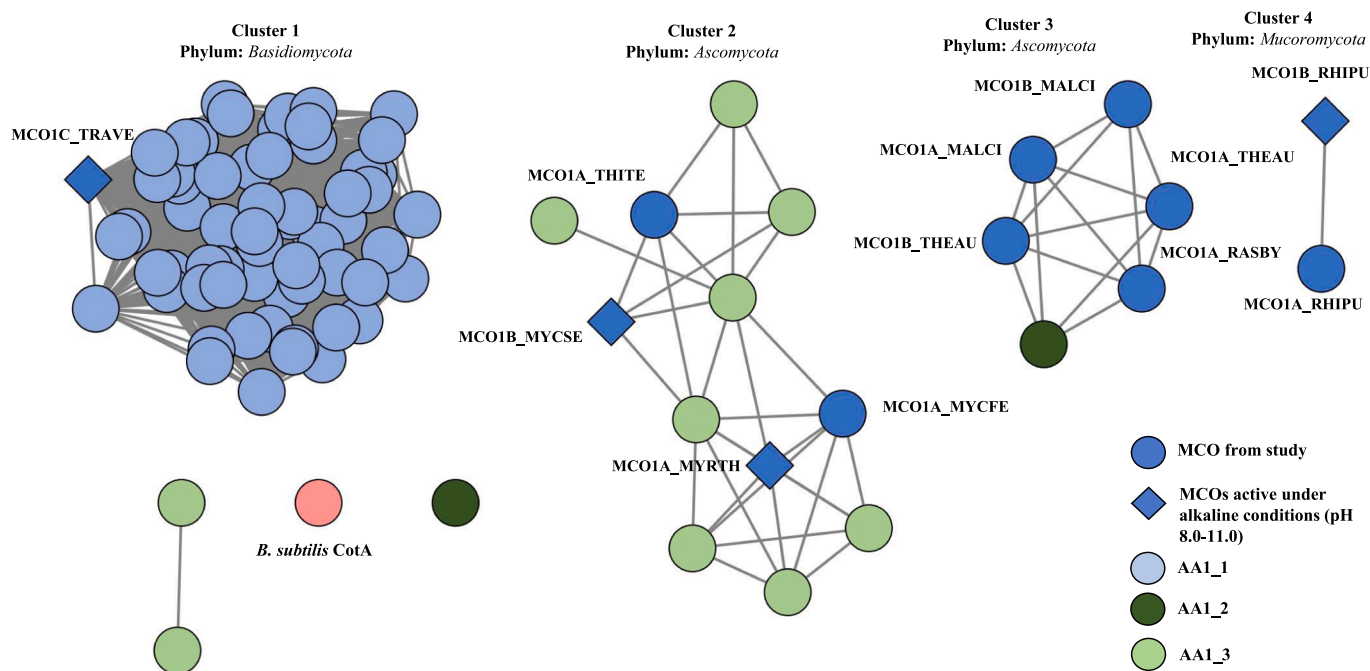 Cluster 1
Phylum: Basidiomycota
Cluster 2
Phylum: Ascomycota
Cluster 3
Phylum: Ascomycota
Cluster 4
Phylum: Mucoromycota
MCO1C_TRAVE
MCO1A_THITE
MCO1B_MYCSE
MCO1A_MYCFE
MCO1A_MYRTH
MCO1B_MALCI
MCO1A_MALCI
MCO1A_THEAU
MCO1B_THEAU
MCO1A_RASBY
MCO1B_RHIPU
MCO1A_RHIPU
B. subtilis CotA
MCO from study
MCOs active under
alkaline conditions (pH
8.0-11.0)
AA1_1
AA1_2
AA1_3